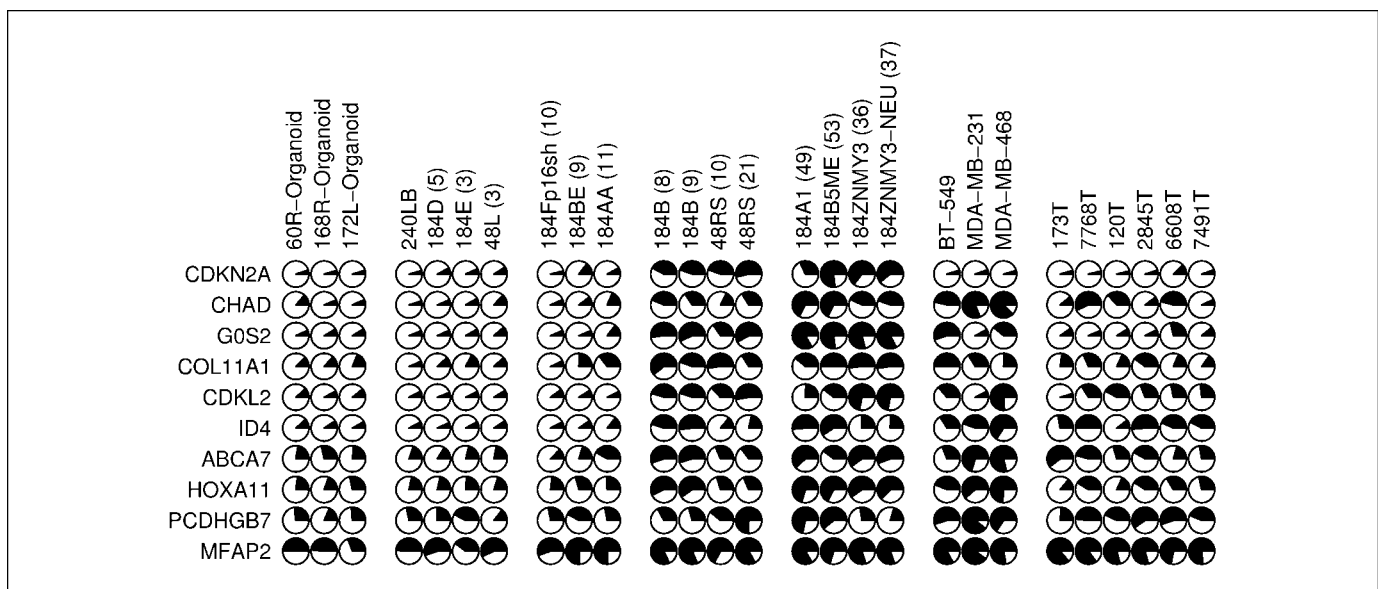 60R–Organoid
168R–Organoid
172L–Organoid
240LB
184D (5)
184E (3)
48L (3)
184Fp16sh (10)
184BE (9)
184AA (11)
184B (8)
184B (9)
48RS (10)
48RS (21)
184A1 (49)
184B5ME (53)
184ZNMY3 (36)
184ZNMY3–NEU (37)
BT–549
MDA–MB–231
MDA–MB–468
173T
7768T
120T
2845T
6608T
7491T
CDKN2A
CHAD
G0S2
COL11A1
CDKL2
ID4
ABCA7
HOXA11
PCDHGB7
MFAP2